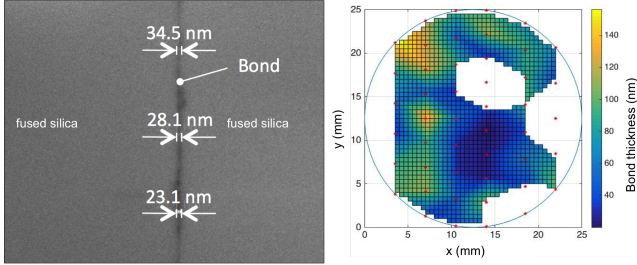 34.5 nm
Bond
fused silica
28.1 nm
fused silica
23.1 nm
25
20
15
10
5
0
y (mm)
0
5
10
15
20
25
x (mm)
140
120
100
80
60
40
Bond thickness (nm)